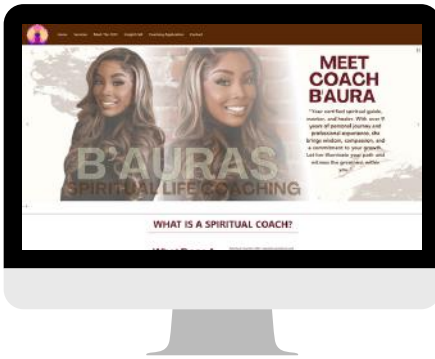 Home Services Meet The CEO Insight Call Coaching Application Contact
MEET
COACH
B'AURA
"Your certified spiritual guide,
mentor, and healer. With over 9
years of personal journey and
professional experience, she
brings wisdom, compassion, and
a commitment to your growth.
Let her illuminate your path and
witness the greatness within
you."
B'AURAS
SPIRITUAL LIFE COACHING
WHAT IS A SPIRITUAL COACH?